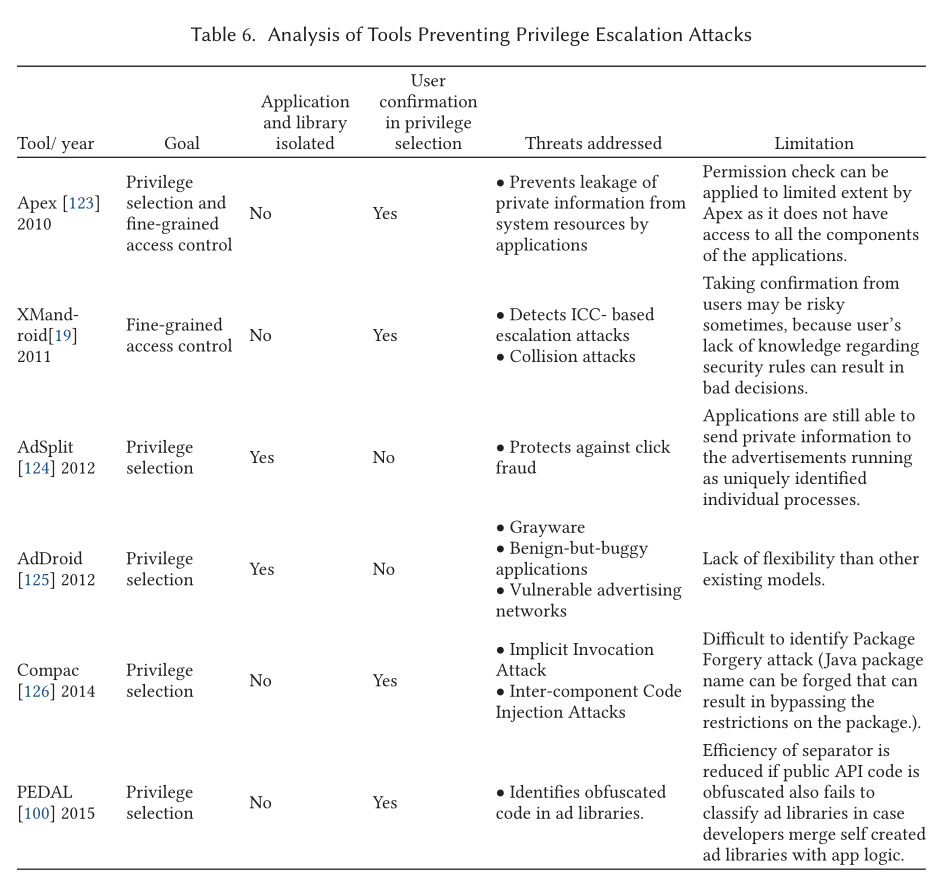 Table 6. Analysis of Tools Preventing Privilege Escalation Attacks
Tool/ year
Goal
Application
and library
isolated
User
confirmation
in privilege
selection
Threats addressed
Limitation
Apex [123]
2010
Privilege
selection and
fine-grained
access control
No
Yes
• Prevents leakage of
private information from
system resources by
applications
Permission check can be
applied to limited extent by
Apex as it does not have
access to all the components
of the applications.
XMand-
roid[19]
2011
Fine-grained
access control
No
Yes
• Detects ICC- based
escalation attacks
• Collision attacks
Taking confirmation from
users may be risky
sometimes, because user's
lack of knowledge regarding
security rules can result in
bad decisions.
AdSplit
[124] 2012
Privilege
selection
Yes
No
• Protects against click
fraud
Applications are still able to
send private information to
the advertisements running
as uniquely identified
individual processes.
AdDroid
[125] 2012
Privilege
selection
Yes
No
• Grayware
• Benign-but-buggy
applications
• Vulnerable advertising
networks
Lack of flexibility than other
existing models.
Compac
[126] 2014
Privilege
selection
No
Yes
• Implicit Invocation
Attack
• Inter-component Code
Injection Attacks
Difficult to identify Package
Forgery attack (Java package
name can be forged that can
result in bypassing the
restrictions on the package.).
PEDAL
[100] 2015
Privilege
selection
No
Yes
• Identifies obfuscated
code in ad libraries.
Efficiency of separator is
reduced if public API code is
obfuscated also fails to
classify ad libraries in case
developers merge self created
ad libraries with app logic.